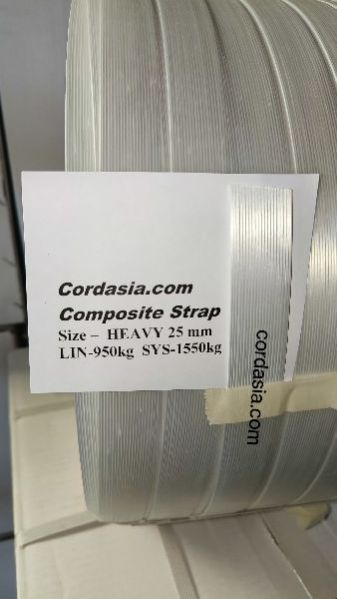 Cordasia.com
Composite Strap
Size – HEAVY 25 mm
LIN-950kg SYS-1550kg
cordasia.com